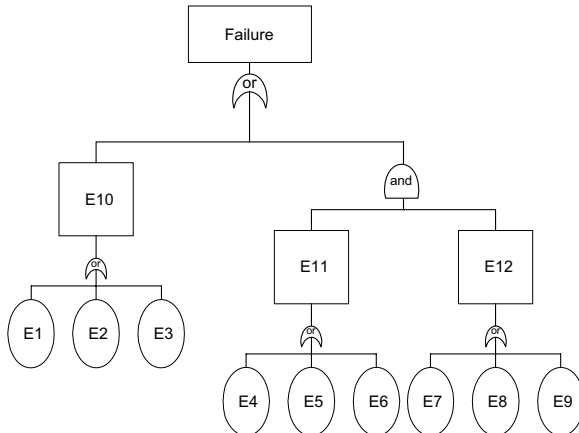 Failure
or
and
E10
or
E11
E12
E1 E2 E3
or
or
E4 E5 E6 E7 E8 E9